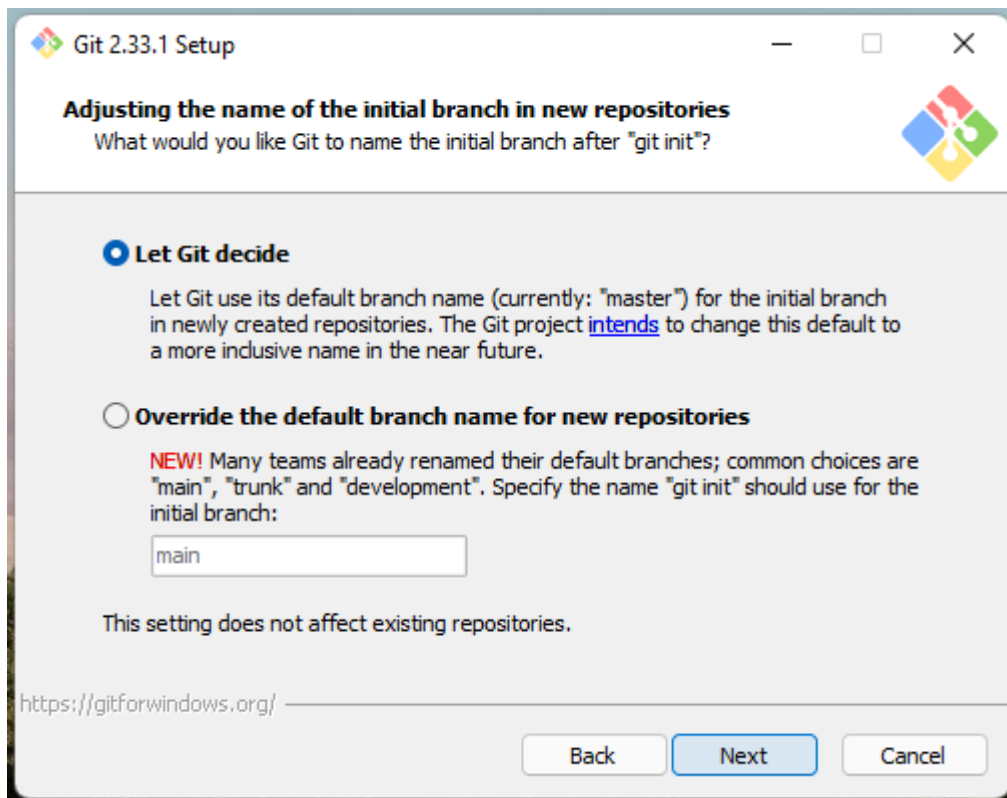 Git 2.33.1 Setup
Adjusting the name of the initial branch in new repositories
What would you like Git to name the initial branch after "git init"?
Let Git decide
Let Git use its default branch name (currently: "master") for the initial branch
in newly created repositories. The Git project intends to change this default to
a more inclusive name in the near future.
Override the default branch name for new repositories
NEW! Many teams already renamed their default branches; common choices are
"main", "trunk" and "development". Specify the name "git init" should use for the
initial branch:
main
This setting does not affect existing repositories.
https://gitforwindows.org/
Back Next Cancel